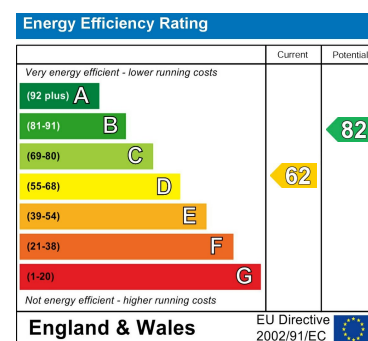 Energy Efficiency Rating
Current Potential
Very energy efficient - lower running costs
(92 plus) A
(81-91) B
82
(69-80) C
(55-68) D
62
(39-54) E
(21-38) F
(1-20) G
Not energy efficient - higher running costs
England & Wales
EU Directive
2002/91/EC